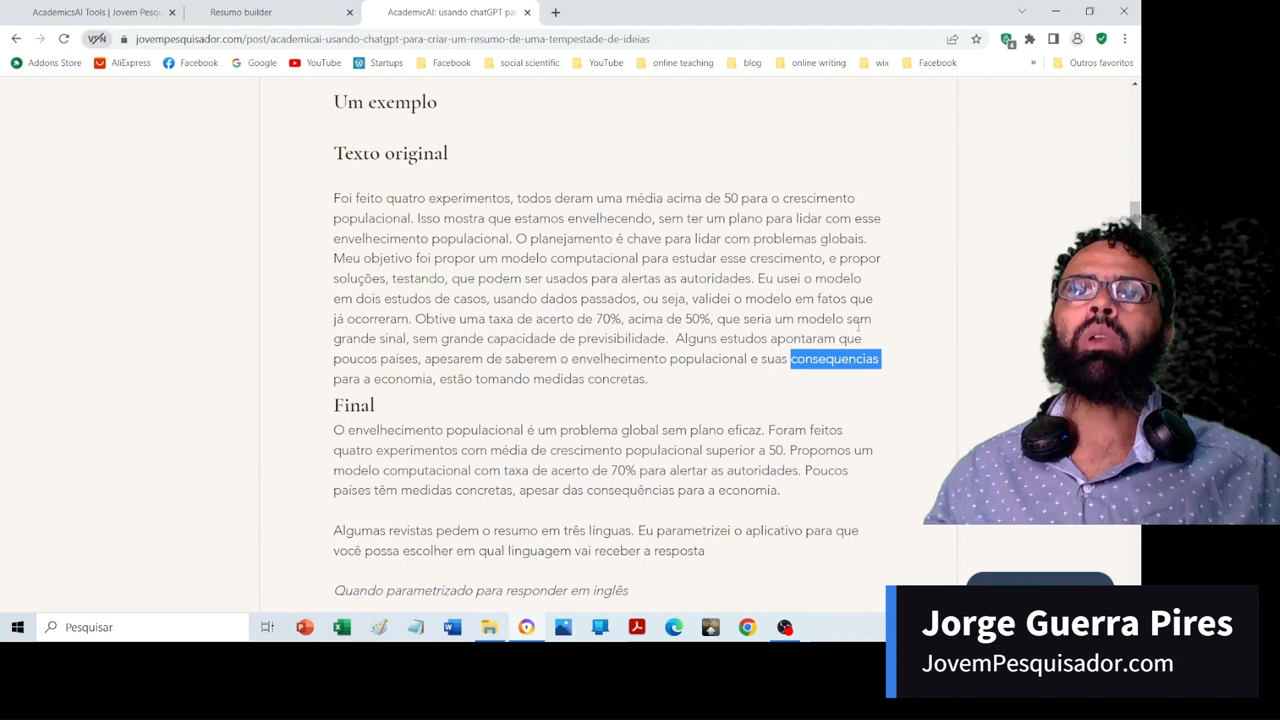 AcademicsAI Tools | Jovem Pesqu
Resumo builder
AcademicAI: usando chatGPT par
jovempesquisador.com/post/academicai-usando-chatgpt-para-criar-um-resumo-de-uma-tempestade-de-ideias
Addons Store AliExpress Facebook Google YouTube Startups Facebook social scientific YouTube online teaching blog online writing wix Facebook » Outros favoritos
Um exemplo
Texto original
Foi feito quatro experimentos, todos deram uma média acima de 50 para o crescimento
populacional. Isso mostra que estamos envelhecendo, sem ter um plano para lidar com esse
envelhecimento populacional. O planejamento é chave para lidar com problemas globais.
Meu objetivo foi propor um modelo computacional para estudar esse crescimento, e propor
soluções, testando, que podem ser usados para alertas as autoridades. Eu usei o modelo
em dois estudos de casos, usando dados passados, ou seja, validei o modelo em fatos que
já ocorreram. Obtive uma taxa de acerto de 70%, acima de 50%, que seria um modelo sem
grande sinal, sem grande capacidade de previsibilidade. Alguns estudos apontaram que
poucos países, apesarem de saberem o envelhecimento populacional e suas consequencias
para a economia, estão tomando medidas concretas.
Final
O envelhecimento populacional é um problema global sem plano eficaz. Foram feitos
quatro experimentos com média de crescimento populacional superior a 50. Propomos um
modelo computacional com taxa de acerto de 70% para alertar as autoridades. Poucos
países têm medidas concretas, apesar das consequências para a economia.
Algumas revistas pedem o resumo em três línguas. Eu parametrizei o aplicativo para que
você possa escolher em qual linguagem vai receber a resposta
Quando parametrizado para responder em inglês
Pesquisar
Jorge Guerra Pires
JovemPesquisador.com